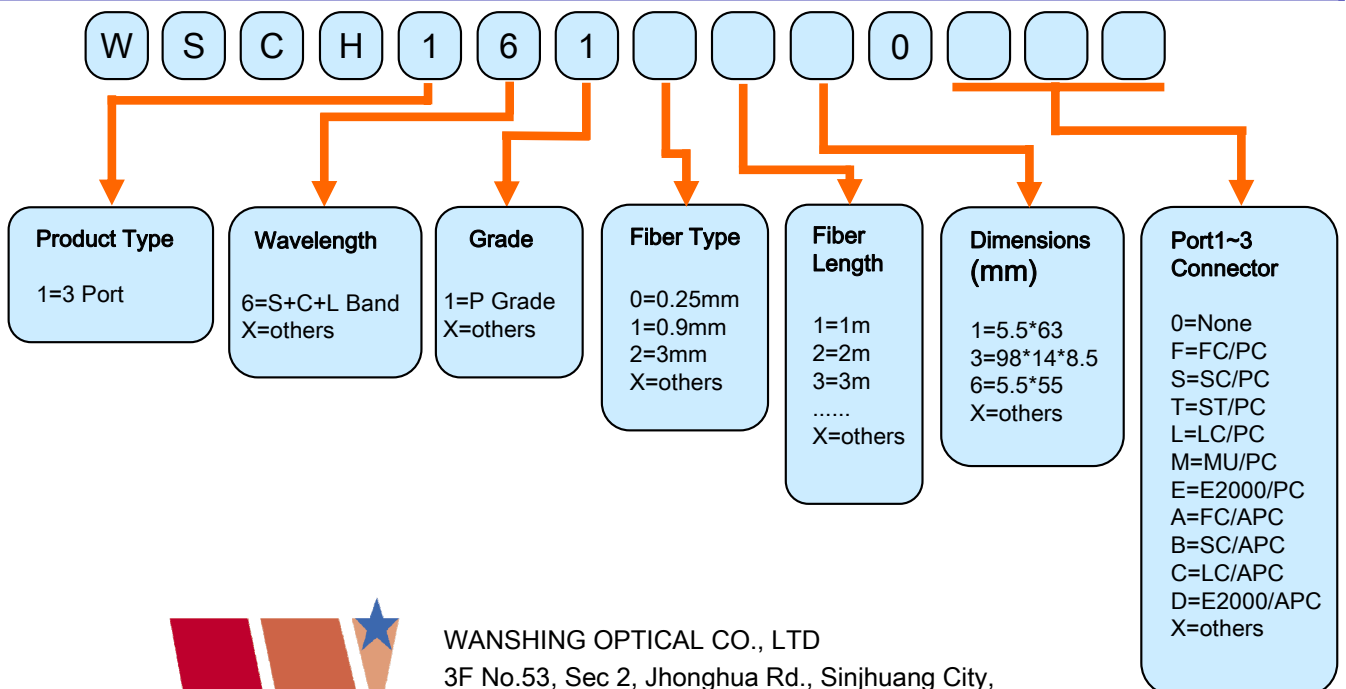 W S C H 1 6 1 0
Product Type
1=3 Port
Wavelength
6=S+C+L Band
X=others
Grade
1=P Grade
X=others
Fiber Type
0=0.25mm
1=0.9mm
2=3mm
X=others
Fiber
Length
1=1m
2=2m
3=3m
......
X=others
Dimensions
(mm)
1=5.5*63
3=98*14*8.5
6=5.5*55
X=others
Port1~3
Connector
0=None
F=FC/PC
S=SC/PC
T=ST/PC
L=LC/PC
M=MU/PC
E=E2000/PC
A=FC/APC
B=SC/APC
C=LC/APC
D=E2000/APC
X=others
WANSHING OPTICAL CO., LTD
3F No.53, Sec 2, Jhonghua Rd., Sinjhuang City,